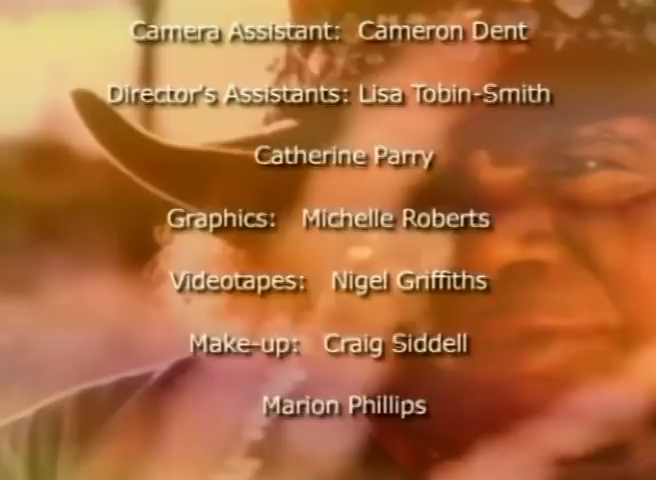 Camera Assistant: Cameron Dent
Director's Assistants: Lisa Tobin-Smith
Catherine Parry
Graphics: Michelle Roberts
Videotapes: Nigel Griffiths
Make-up: Craig Siddell
Marion Phillips